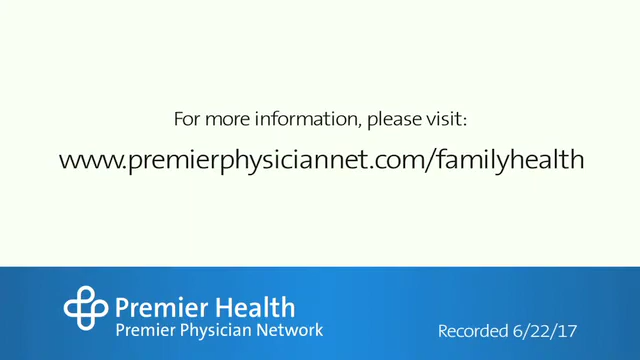 For more information, please visit:
www.premierphysiciannet.com/familyhealth
Premier Health
Premier Physician Network
Recorded 6/22/17